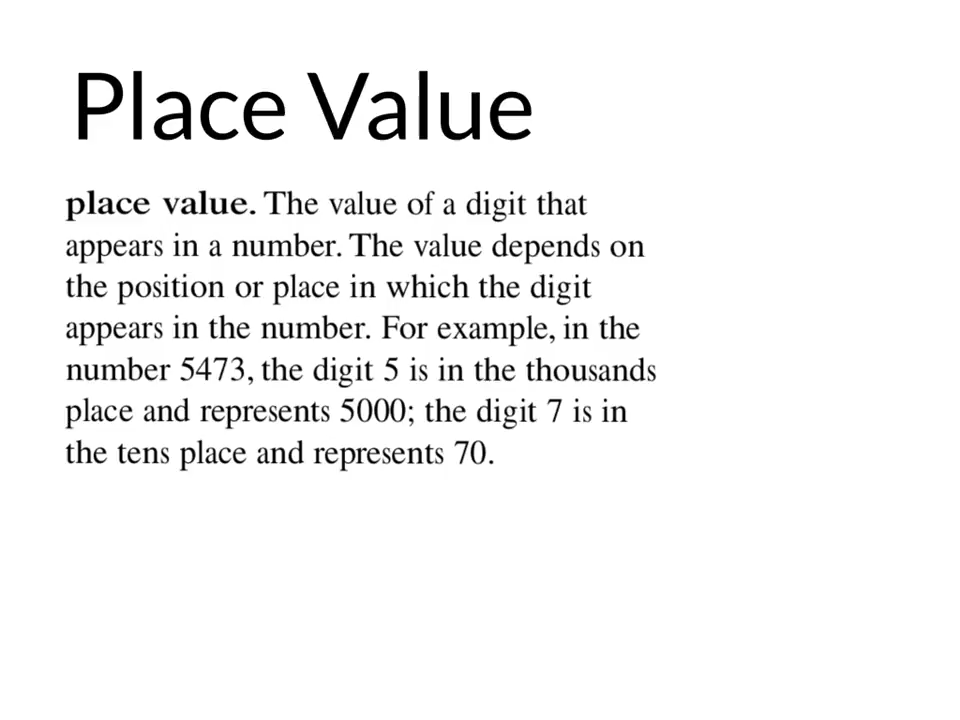 Place Value
place value. The value of a digit that
appears in a number. The value depends on
the position or place in which the digit
appears in the number. For example, in the
number 5473, the digit 5 is in the thousands
place and represents 5000; the digit 7 is in
the tens place and represents 70.